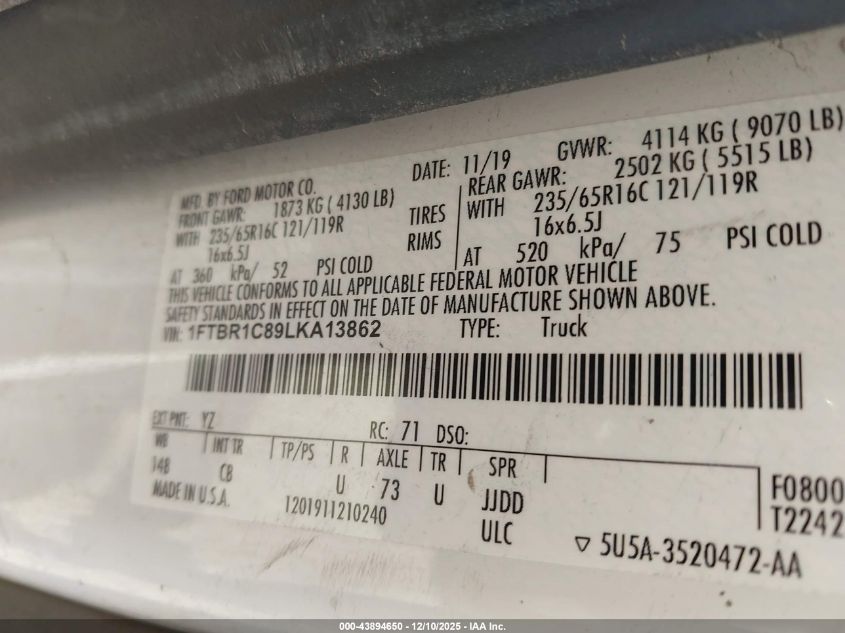 MFD. BY FORD MOTOR CO.
DATE: 11/19
GVWR: 4114 KG ( 9070 LB)
FRONT GAWR: 1873 KG ( 4130 LB)
REAR GAWR: 2502 KG ( 5515 LB)
WITH 235/65R16C 121/119R
TIRES
WITH 235/65R16C 121/119R
16x6.5J
RIMS
16x6.5J
AT 360 kPa/ 52 PSI COLD
AT 520 kPa/ 75 PSI COLD
THIS VEHICLE CONFORMS TO ALL APPLICABLE FEDERAL MOTOR VEHICLE
SAFETY STANDARDS IN EFFECT ON THE DATE OF MANUFACTURE SHOWN ABOVE.
VIN: 1FTBR1C89LKA13862
TYPE: Truck
EXT PNT: YZ
RC: 71 DSO:
WB INT TR TP/PS R AXLE TR SPR
148 CB U 73 U JJDD
F0800
T2242
MADE IN U.S.A.
1201911210240
ULC
5U5A-3520472-AA
000-43894650 - 12/10/2025 - IAA Inc.